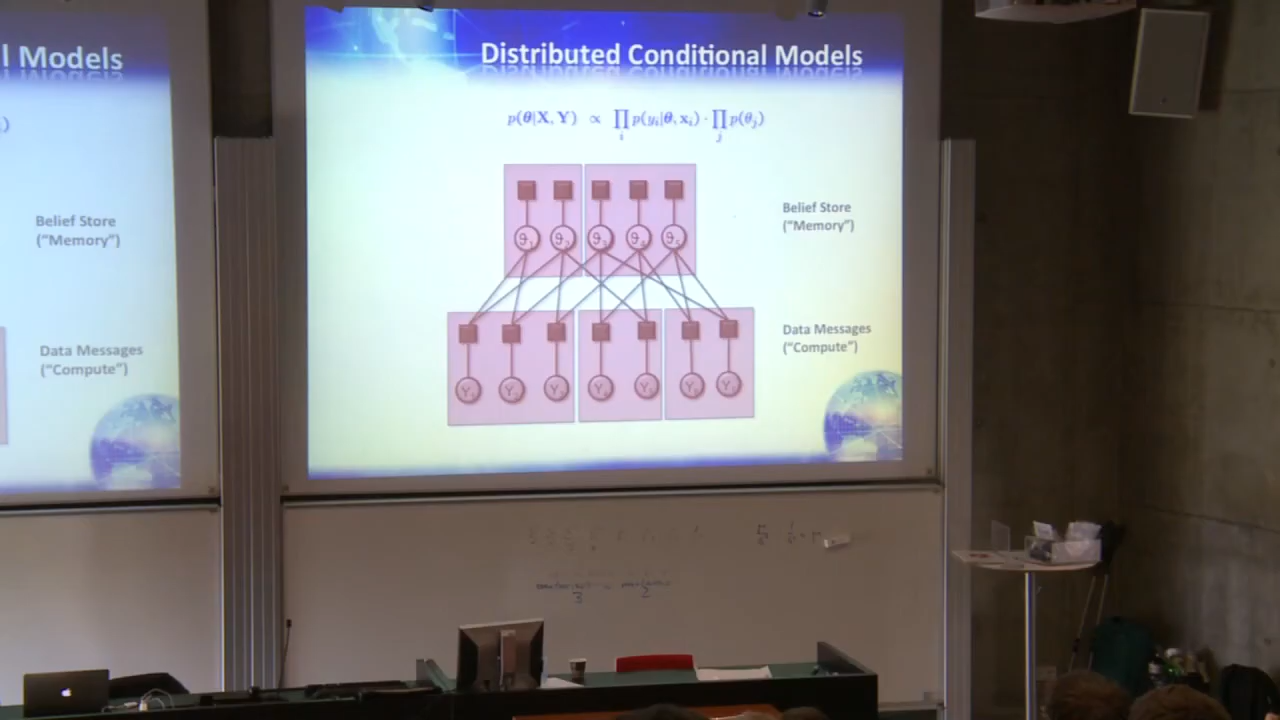 l Models
Belief Store
("Memory")
Data Messages
("Compute")
Distributed Conditional Models
p(θ|X, Y) ∝ ∏ᵢ p(yᵢ|θ, xᵢ) · ∏ⱼ p(θⱼ)
Belief Store
("Memory")
Data Messages
("Compute")